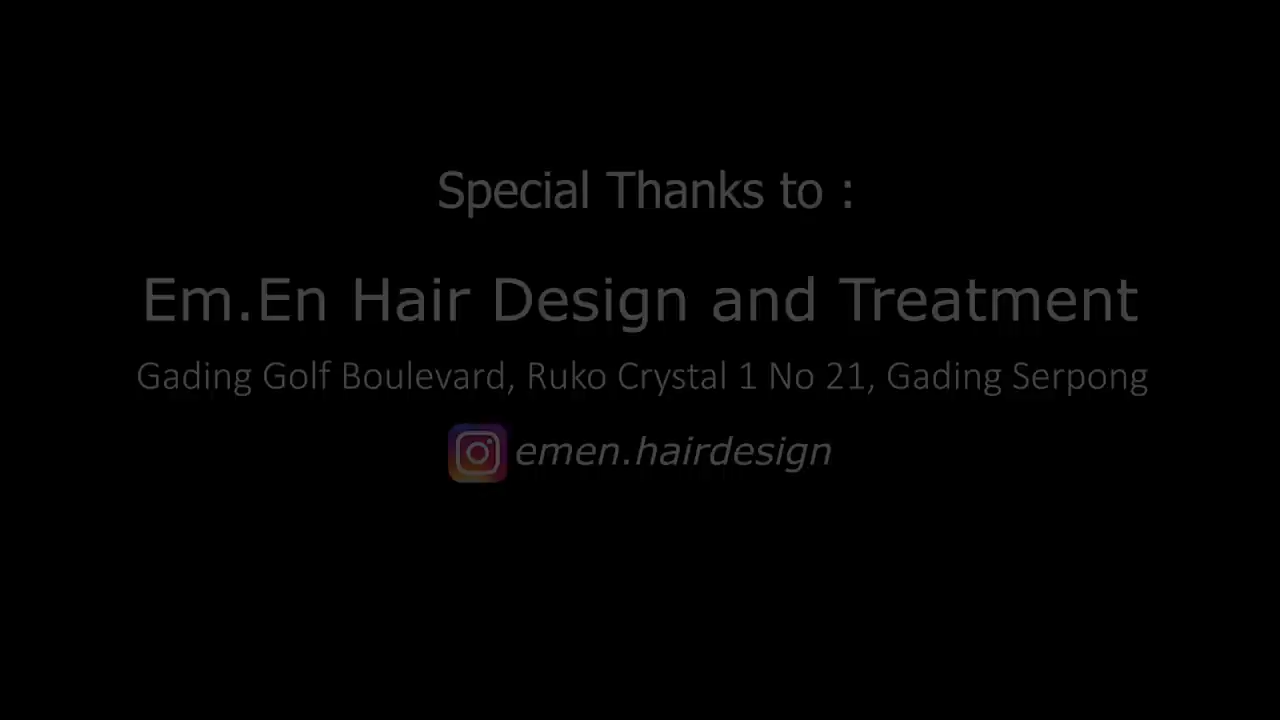 Special Thanks to :
Em.En Hair Design and Treatment
Gading Golf Boulevard, Ruko Crystal 1 No 21, Gading Serpong
emen.hairdesign